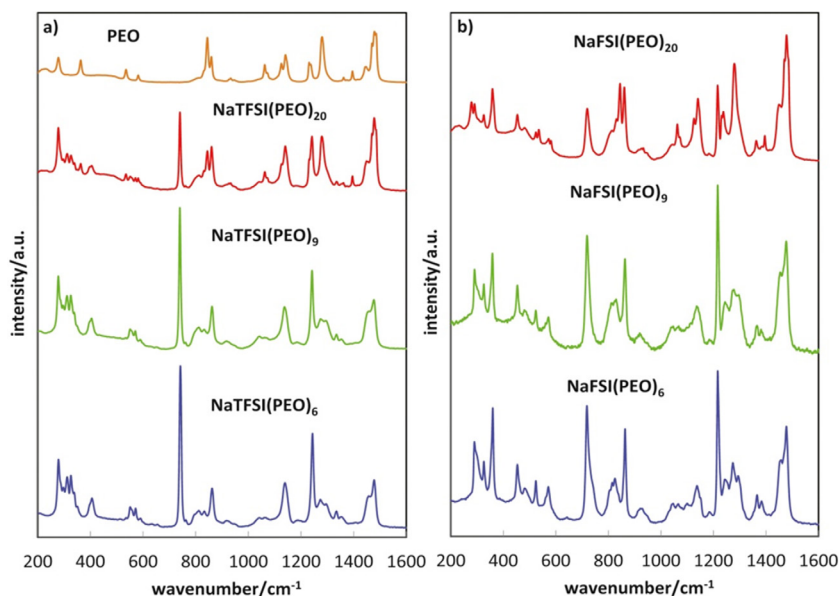 a)
PEO
NaTFSI(PEO)20
NaTFSI(PEO)9
NaTFSI(PEO)6
intensity/a.u.
200 400 600 800 1000 1200 1400 1600
wavenumber/cm-1
b)
NaFSI(PEO)20
NaFSI(PEO)9
NaFSI(PEO)6
intensity/a.u.
200 400 600 800 1000 1200 1400 1600
wavenumber/cm-1